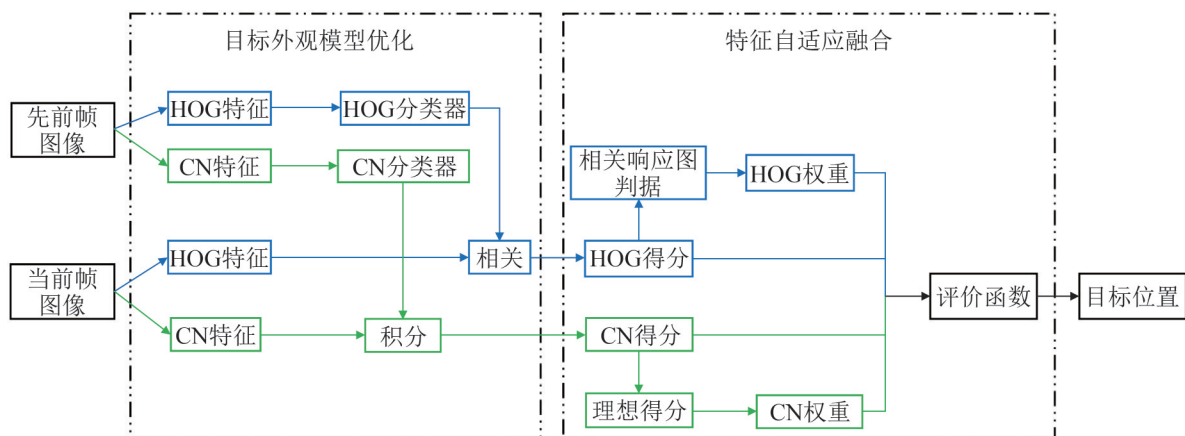 目标外观模型优化
特征自适应融合
先前帧
图像
HOG特征
HOG分类器
CN特征
CN分类器
相关响应图
判据
HOG权重
当前帧
图像
HOG特征
相关
HOG得分
评价函数
目标位置
CN特征
积分
CN得分
理想得分
CN权重